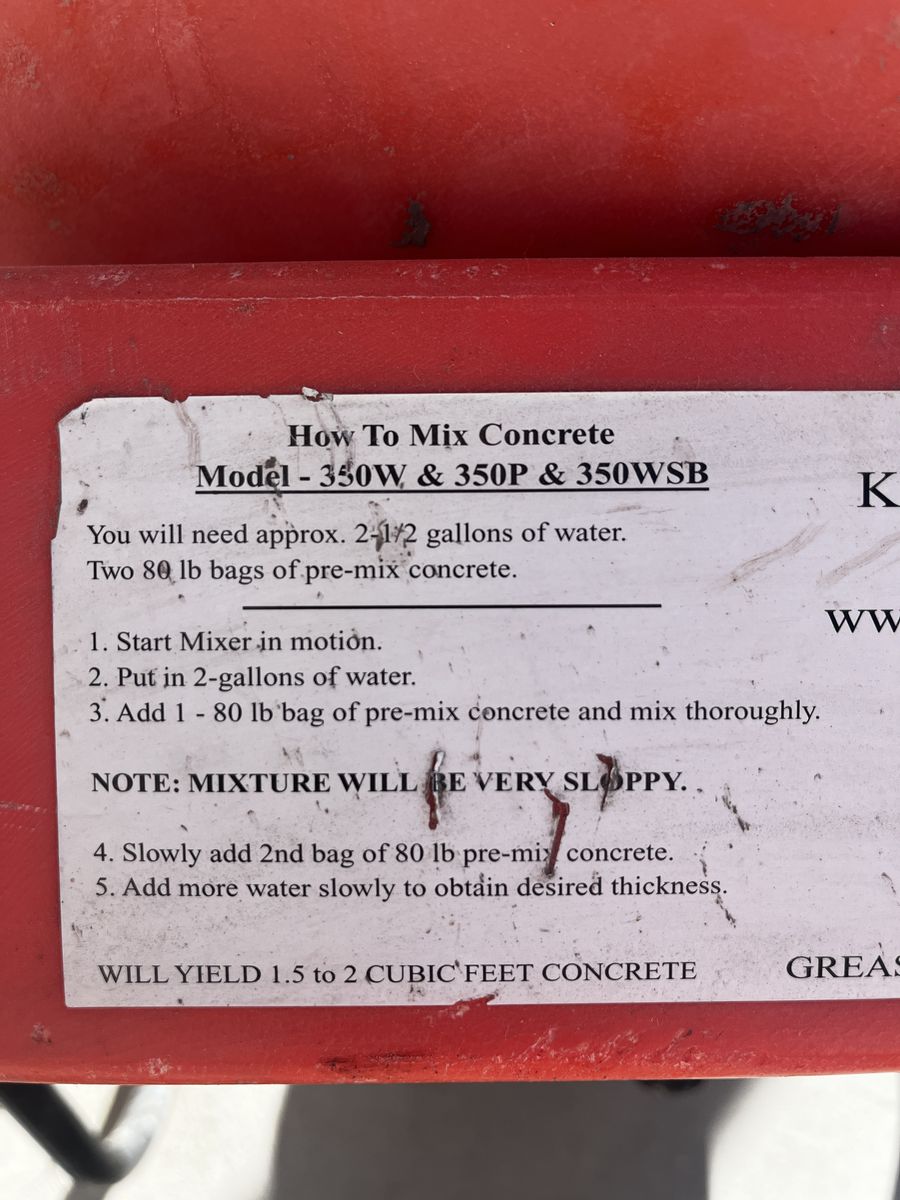 How To Mix Concrete
Model - 350W & 350P & 350WSB
You will need approx. 2-1/2 gallons of water.
Two 80 lb bags of pre-mix concrete.
1. Start Mixer in motion.
2. Put in 2-gallons of water.
3. Add 1 - 80 lb bag of pre-mix concrete and mix thoroughly.
NOTE: MIXTURE WILL BE VERY SLOPPY.
4. Slowly add 2nd bag of 80 lb pre-mix concrete.
5. Add more water slowly to obtain desired thickness.
WILL YIELD 1.5 to 2 CUBIC FEET CONCRETE
K
WW
GREAS